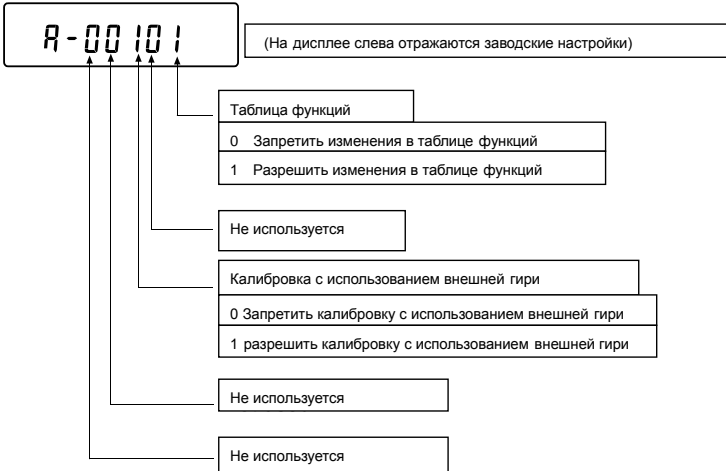 A-00101
(На дисплее слева отражаются заводские настройки)
Таблица функций
0 Запретить изменения в таблице функций
1 Разрешить изменения в таблице функций
Не используется
Калибровка с использованием внешней гири
0 Запретить калибровку с использованием внешней гири
1 разрешить калибровку с использованием внешней гири
Не используется
Не используется